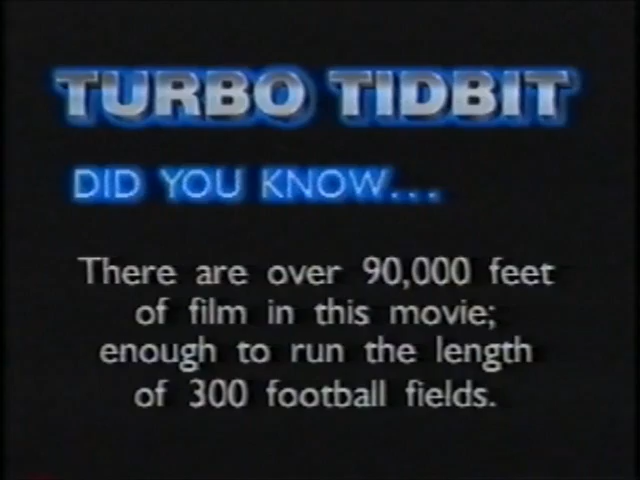 TURBO TIDBIT
DID YOU KNOW...
There are over 90,000 feet
of film in this movie;
enough to run the length
of 300 football fields.